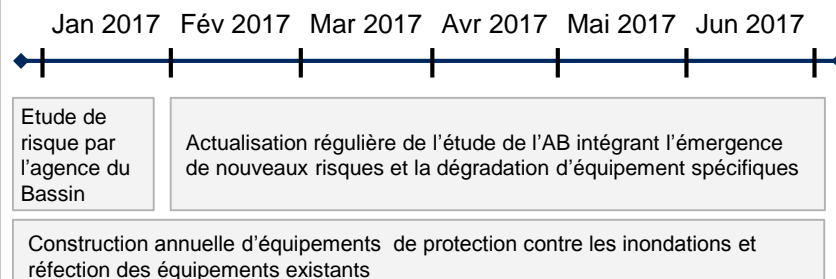 Jan 2017 Fév 2017 Mar 2017 Avr 2017 Mai 2017 Jun 2017
Etude de
risque par
l’agence du
Bassin
Actualisation régulière de l’étude de l’AB intégrant l’émergence
de nouveaux risques et la dégradation d’équipement spécifiques
Construction annuelle d’équipements de protection contre les inondations et
réfection des équipements existants